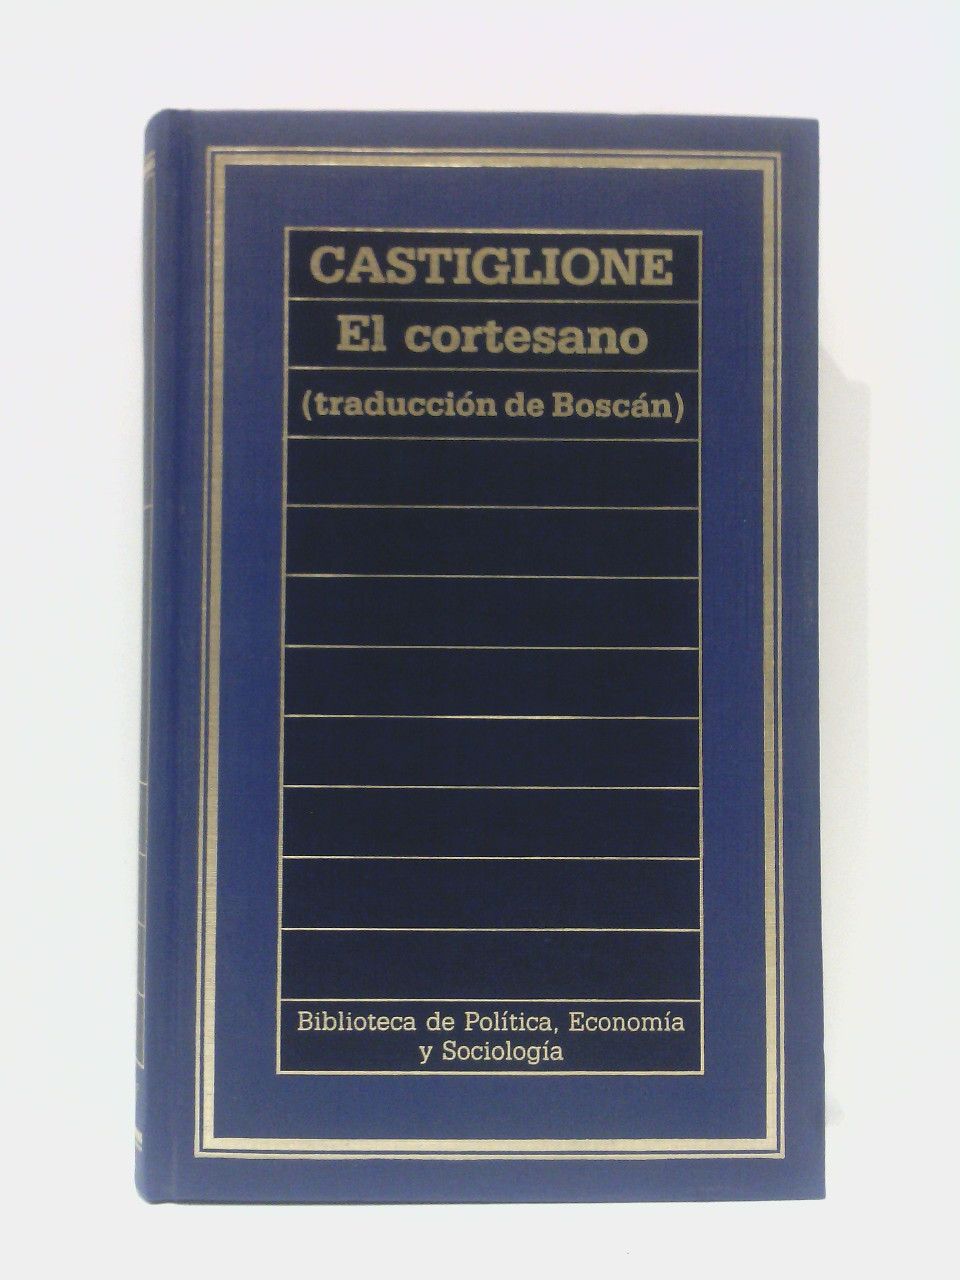 CASTIGLIONE
El cortesano
(traducción de Boscán)
Biblioteca de Política, Economía
y Sociología